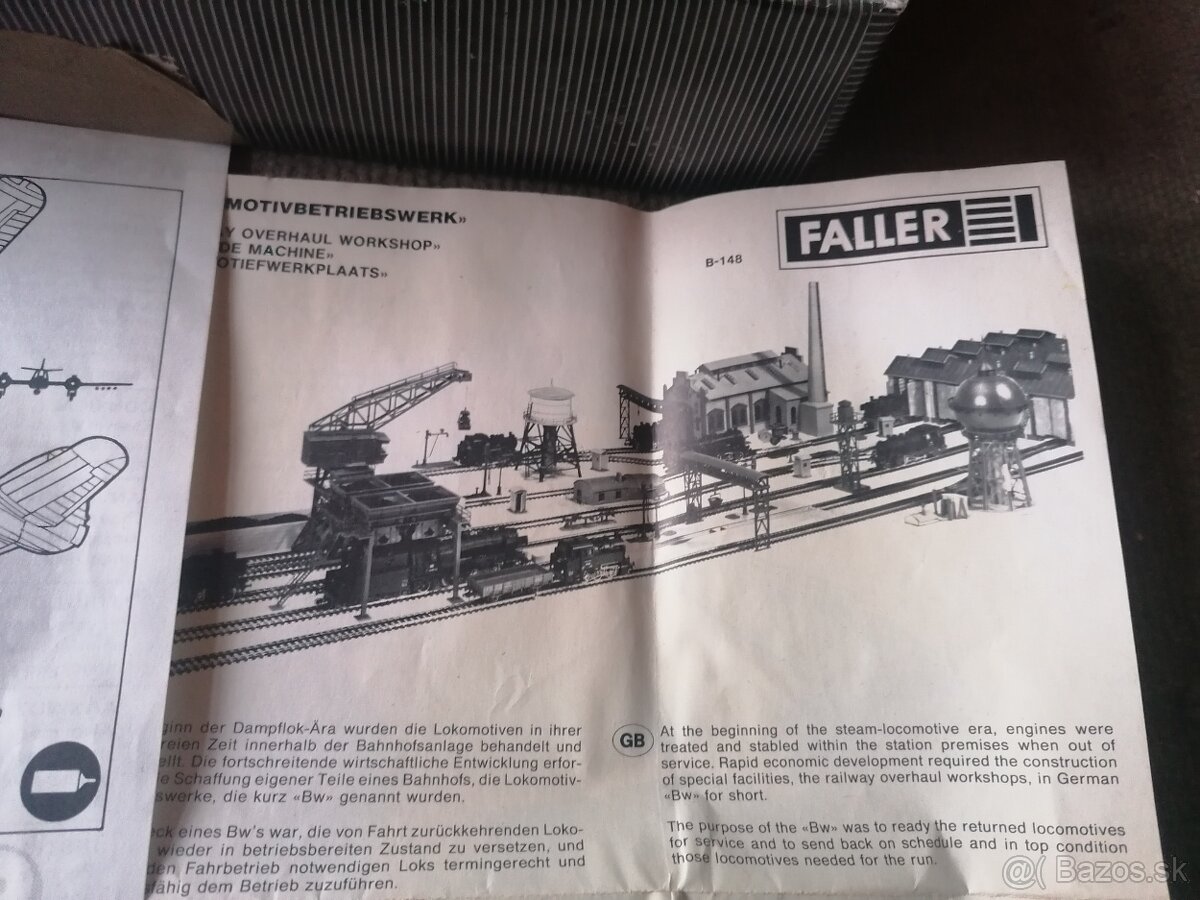 MOTIVBETRIEBSWERK»
Y OVERHAUL WORKSHOP»
DE MACHINE»
OTIEFWERKPLAATS»
B-148
FALLER
ginn der Dampflok-Ära wurden die Lokomotiven in ihrer
reien Zeit innerhalb der Bahnhofsanlage behandelt und
ellt. Die fortschreitende wirtschaftliche Entwicklung erfor-
e Schaffung eigener Teile eines Bahnhofs, die Lokomotiv-
swerke, die kurz «Bw» genannt wurden.
ck eines Bw's war, die von Fahrt zurückkehrenden Loko-
wieder in betriebsbereiten Zustand zu versetzen, und
den Fahrbetrieb notwendigen Loks termingerecht und
fähig dem Betrieb zuzuführen.
GB
At the beginning of the steam-locomotive era, engines were
treated and stabled within the station premises when out of
service. Rapid economic development required the construction
of special facilities, the railway overhaul workshops, in German
«Bw» for short.
The purpose of the «Bw» was to ready the returned locomotives
for service and to send back on schedule and in top condition
those locomotives needed for the run.
@( Bazos.sk